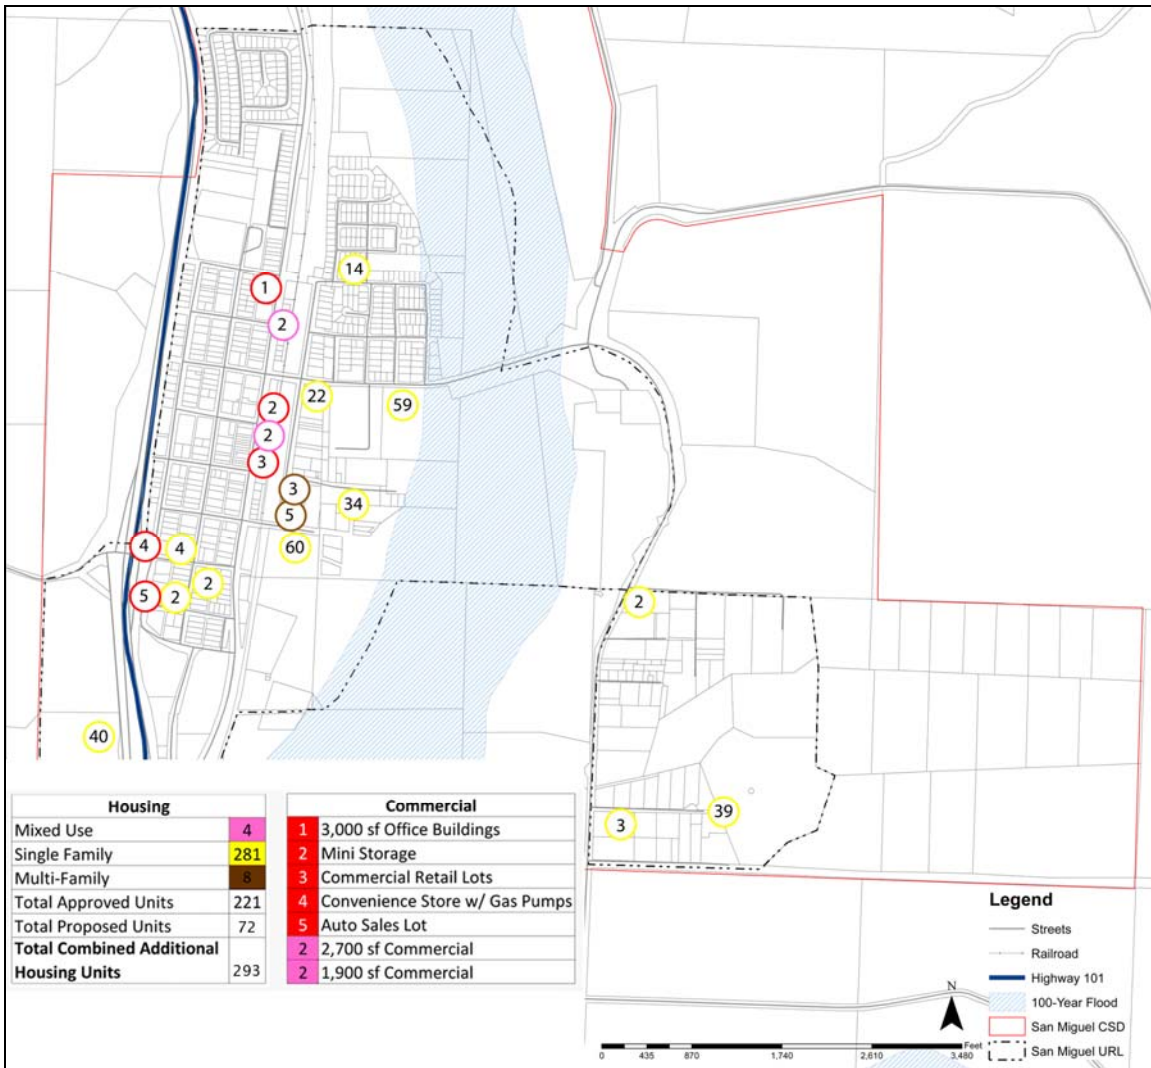 14
1
2
22
59
2
2
3
3
34
5
4
4
60
2
5
2
2
40
39
3
Housing
Mixed Use 4
Single Family 281
Multi-Family 8
Total Approved Units 221
Total Proposed Units 72
Total Combined Additional
Housing Units 293
Commercial
1 3,000 sf Office Buildings
2 Mini Storage
3 Commercial Retail Lots
4 Convenience Store w/ Gas Pumps
5 Auto Sales Lot
2 2,700 sf Commercial
2 1,900 sf Commercial
Legend
Streets
Railroad
Highway 101
100-Year Flood
San Miguel CSD
San Miguel URL
N
Feet
0 435 870 1,740 2,610 3,480